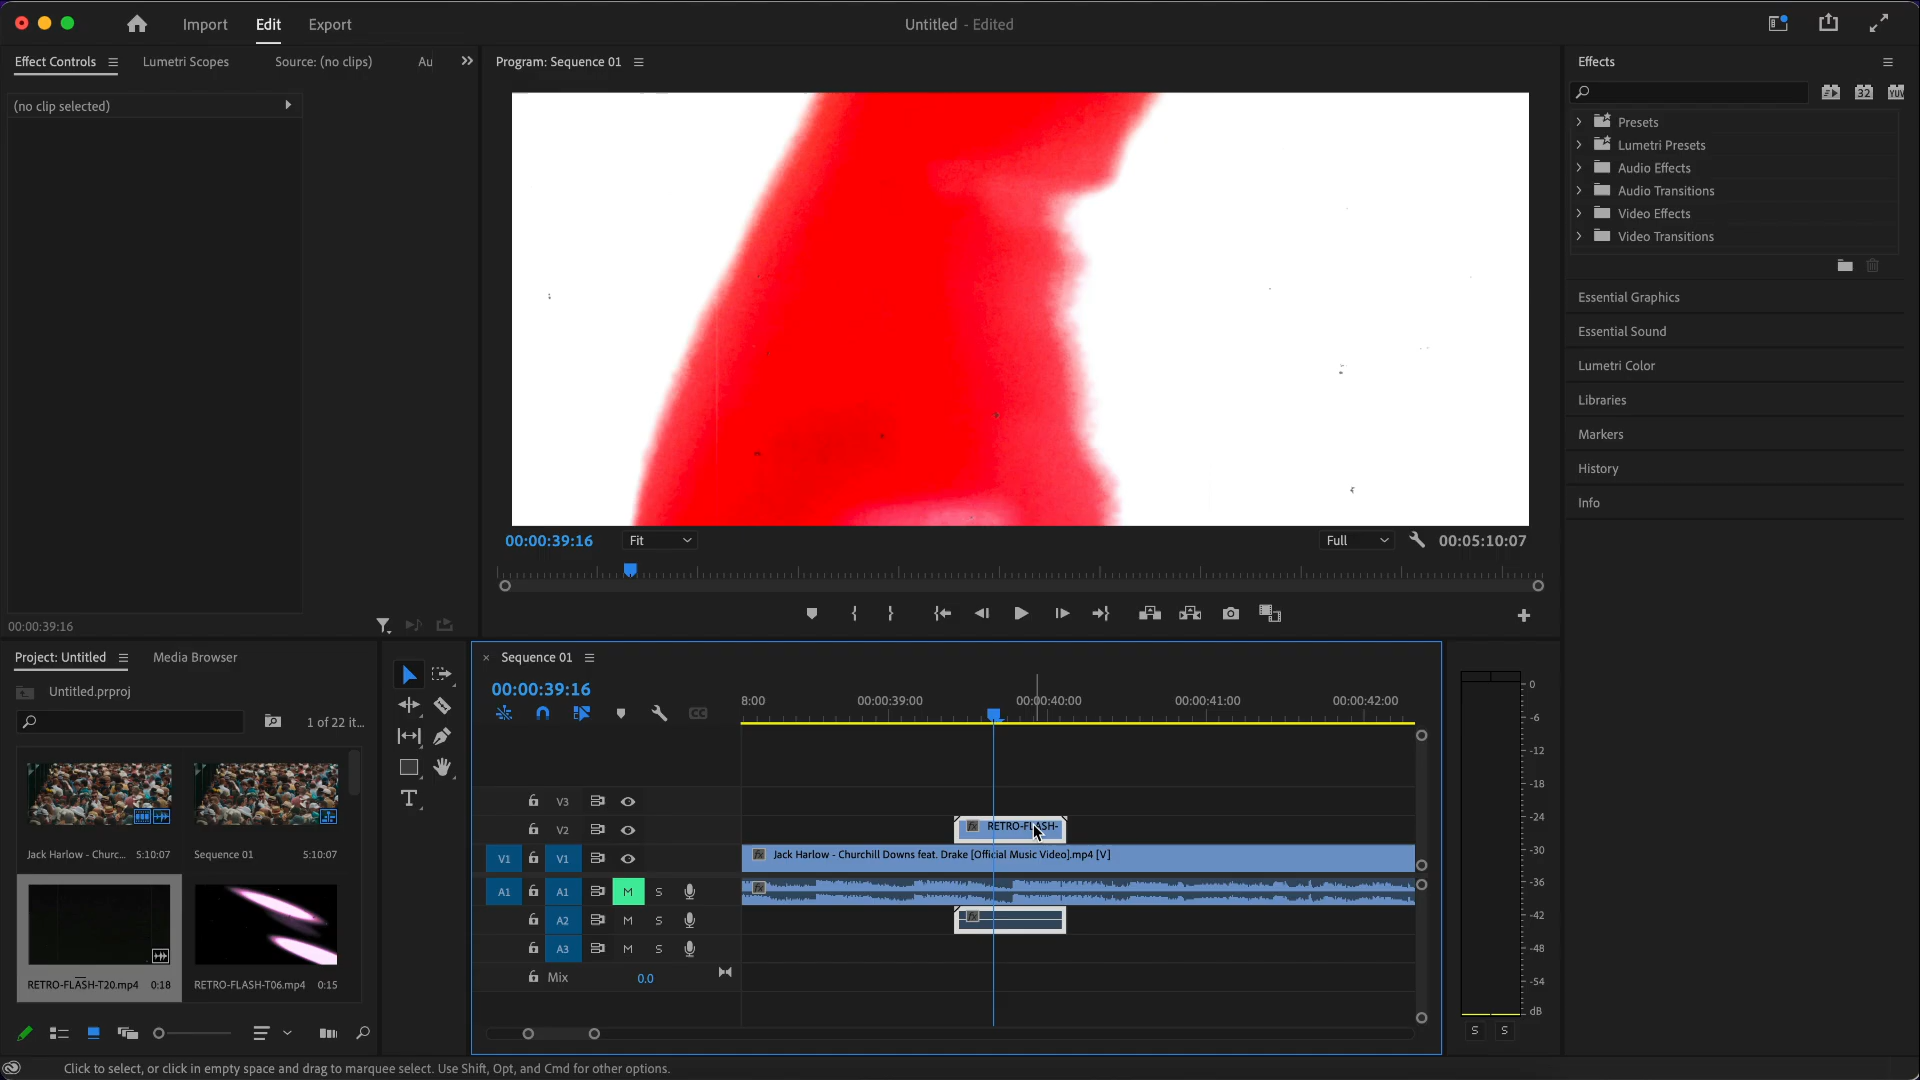 Import Edit Export Untitled - Edited
Effect Controls Lumetri Scopes Source: (no clips) Au
(no clip selected)
00:00:39:16
Program: Sequence 01
00:00:39:16 Fit Full 00:05:10:07
Effects
32 YUV
Presets
Lumetri Presets
Audio Effects
Audio Transitions
Video Effects
Video Transitions
Essential Graphics
Essential Sound
Lumetri Color
Libraries
Markers
History
Info
Project: Untitled Media Browser
Untitled.prproj
1 of 22 it...
Jack Harlow - Churc... 5:10:07
Sequence 01 5:10:07
RETRO-FLASH-T20.mp4 0:18
RETRO-FLASH-T06.mp4 0:15
T
Sequence 01
00:00:39:16
8:00 00:00:39:00 00:00:40:00 00:00:41:00 00:00:42:00
V3
V2 fx RETRO-FLASH-
V1 V1 fx Jack Harlow - Churchill Downs feat. Drake [Official Music Video].mp4 [V]
A1 A1 M S fx
A2 M S fx
A3 M S
Mix 0.0
0
-6
-12
-18
-24
-30
-36
-42
-48
-54
dB
S S
Click to select, or click in empty space and drag to marquee select. Use Shift, Opt, and Cmd for other options.